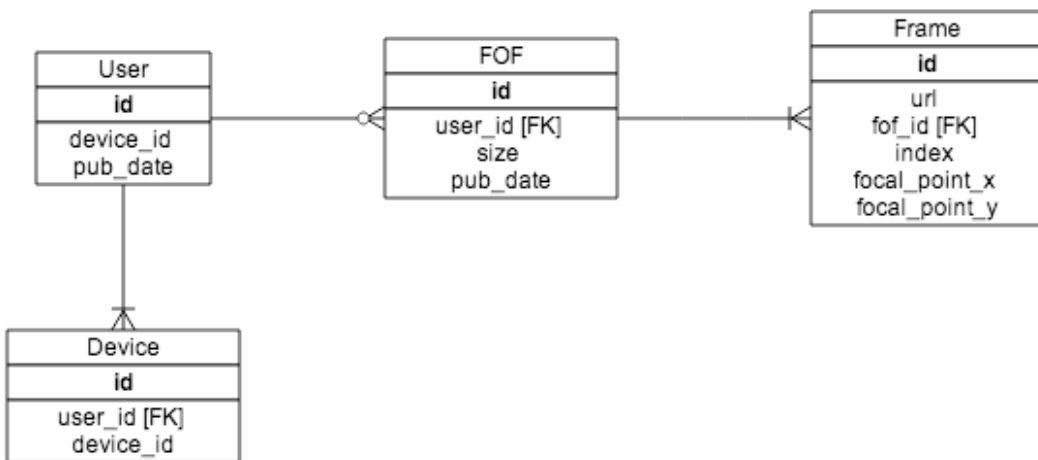 User
id
device_id
pub_date
FOF
id
user_id [FK]
size
pub_date
Frame
id
url
fof_id [FK]
index
focal_point_x
focal_point_y
Device
id
user_id [FK]
device_id